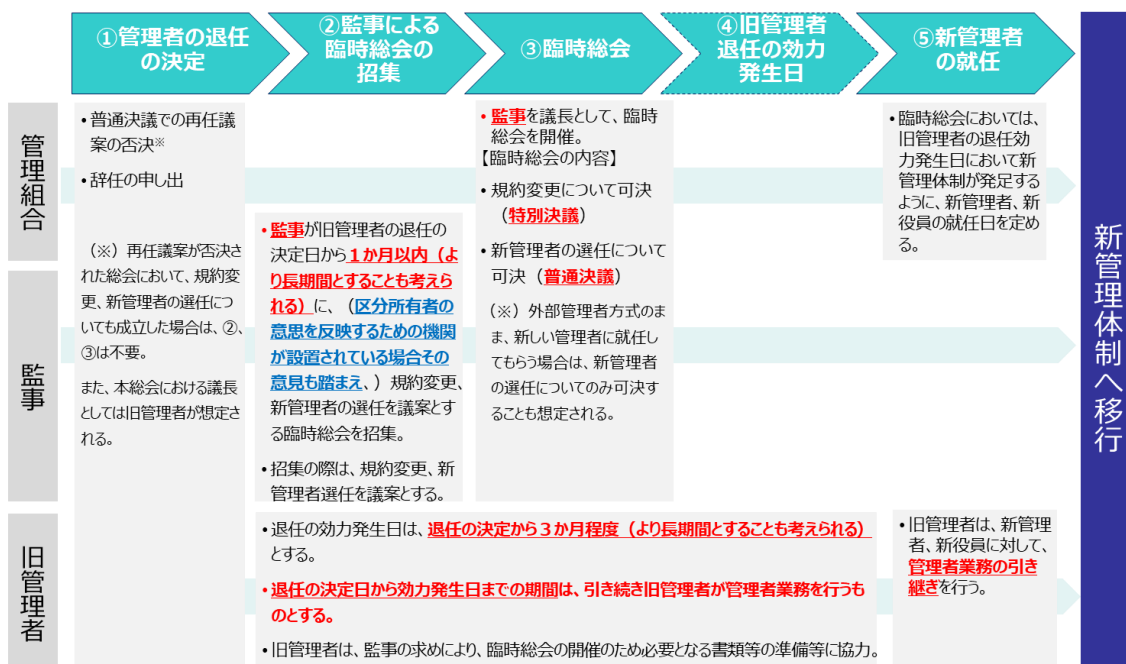 ①管理者の退任
の決定
②監事による
臨時総会の
招集
③臨時総会
④旧管理者
退任の効力
発生日
⑤新管理者
の就任
管理組合
監事
旧管理者
•普通決議での再任議
案の否決※
•辞任の申し出
（※）再任議案が否決さ
れた総会において、規約変
更、新管理者の選任につ
いても成立した場合は、②、
③は不要。
また、本総会における議長
としては旧管理者が想定さ
れる。
•監事が旧管理者の退任の
決定日から１か月以内（よ
り長期間とすることも考えら
れる）に、（区分所有者の
意思を反映するための機関
が設置されている場合その
意見も踏まえ、）規約変更、
新管理者の選任を議案とす
る臨時総会を招集。
•招集の際は、規約変更、新
管理者選任を議案とする。
•監事を議長として、臨時
総会を開催。
【臨時総会の内容】
•規約変更について可決
（特別決議）
•新管理者の選任について
可決（普通決議）
（※）外部管理者方式のま
ま、新しい管理者に就任し
てもらう場合は、新管理者
の選任についてのみ可決す
ることも想定される。
•臨時総会においては、
旧管理者の退任効
力発生日において新
管理体制が発足する
ように、新管理者、新
役員の就任日を定め
る。
•退任の効力発生日は、退任の決定から３か月程度（より長期間とすることも考えられる）
とする。
•退任の決定日から効力発生日までの期間は、引き続き旧管理者が管理者業務を行うも
のとする。
•旧管理者は、監事の求めにより、臨時総会の開催のため必要となる書類等の準備等に協力。
•旧管理者は、新管理
者、新役員に対して、
管理者業務の引き
継ぎを行う。
新管理体制へ移行